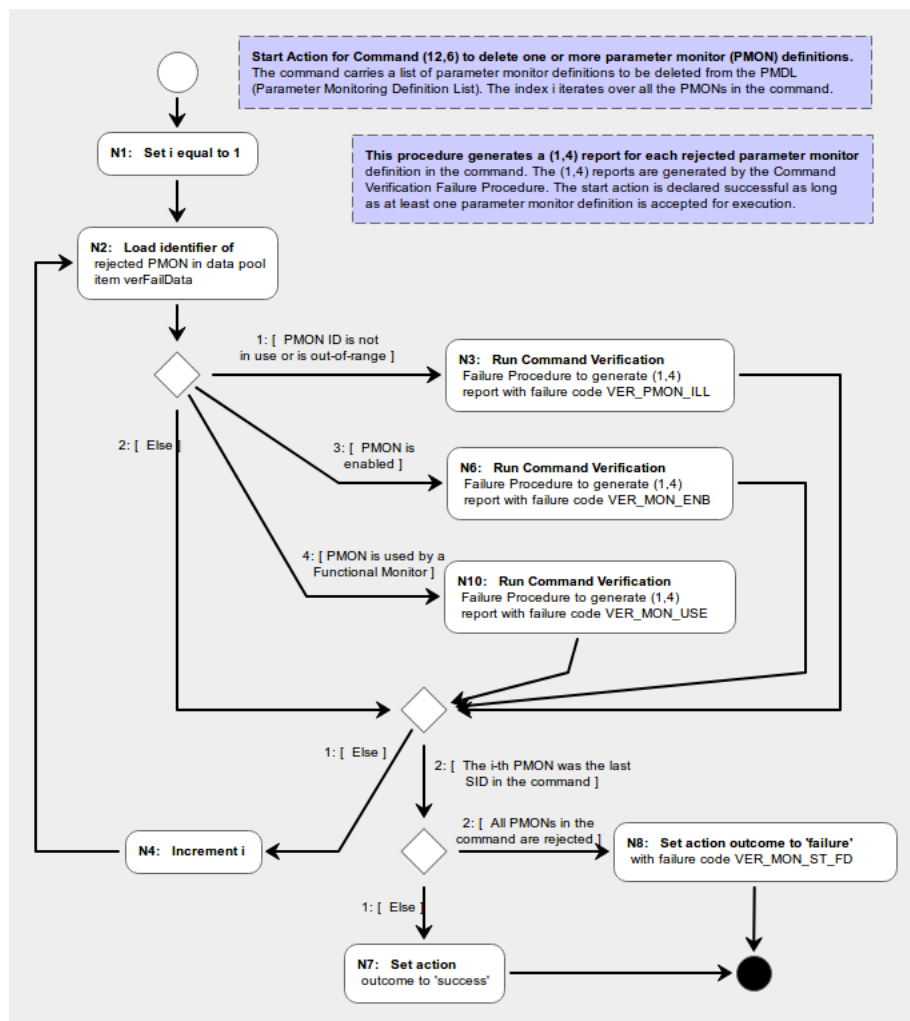 Start Action for Command (12,6) to delete one or more parameter monitor (PMON) definitions.
The command carries a list of parameter monitor definitions to be deleted from the PMDL
(Parameter Monitoring Definition List). The index i iterates over all the PMONs in the command.
N1: Set i equal to 1
This procedure generates a (1,4) report for each rejected parameter monitor
definition in the command. The (1,4) reports are generated by the Command
Verification Failure Procedure. The start action is declared successful as long
as at least one parameter monitor definition is accepted for execution.
N2: Load identifier of
rejected PMON in data pool
item verFailData
1: [ PMON ID is not
in use or is out-of-range ]
N3: Run Command Verification
Failure Procedure to generate (1,4)
report with failure code VER_PMON_ILL
2: [ Else ]
3: [ PMON is
enabled ]
N6: Run Command Verification
Failure Procedure to generate (1,4)
report with failure code VER_MON_ENB
4: [ PMON is used by a
Functional Monitor ]
N10: Run Command Verification
Failure Procedure to generate (1,4)
report with failure code VER_MON_USE
1: [ Else ]
2: [ The i-th PMON was the last
SID in the command ]
2: [ All PMONs in the
command are rejected ]
N4: Increment i
N8: Set action outcome to 'failure'
with failure code VER_MON_ST_FD
1: [ Else ]
N7: Set action
outcome to 'success'